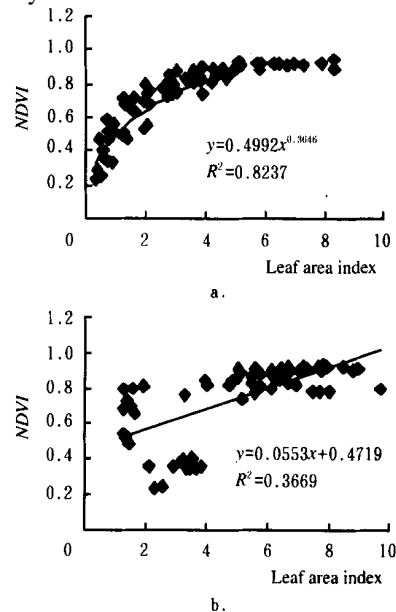 y
1.2
1.0
0.8
0.6
0.4
0.2
NDVI
y=0.4992x^0.3646
R²=0.8237
0 2 4 6 8 10
Leaf area index
a.
1.2
1.0
0.8
0.6
0.4
0.2
NDVI
y=0.0553x+0.4719
R²=0.3669
0 2 4 6 8 10
Leaf area index
b.